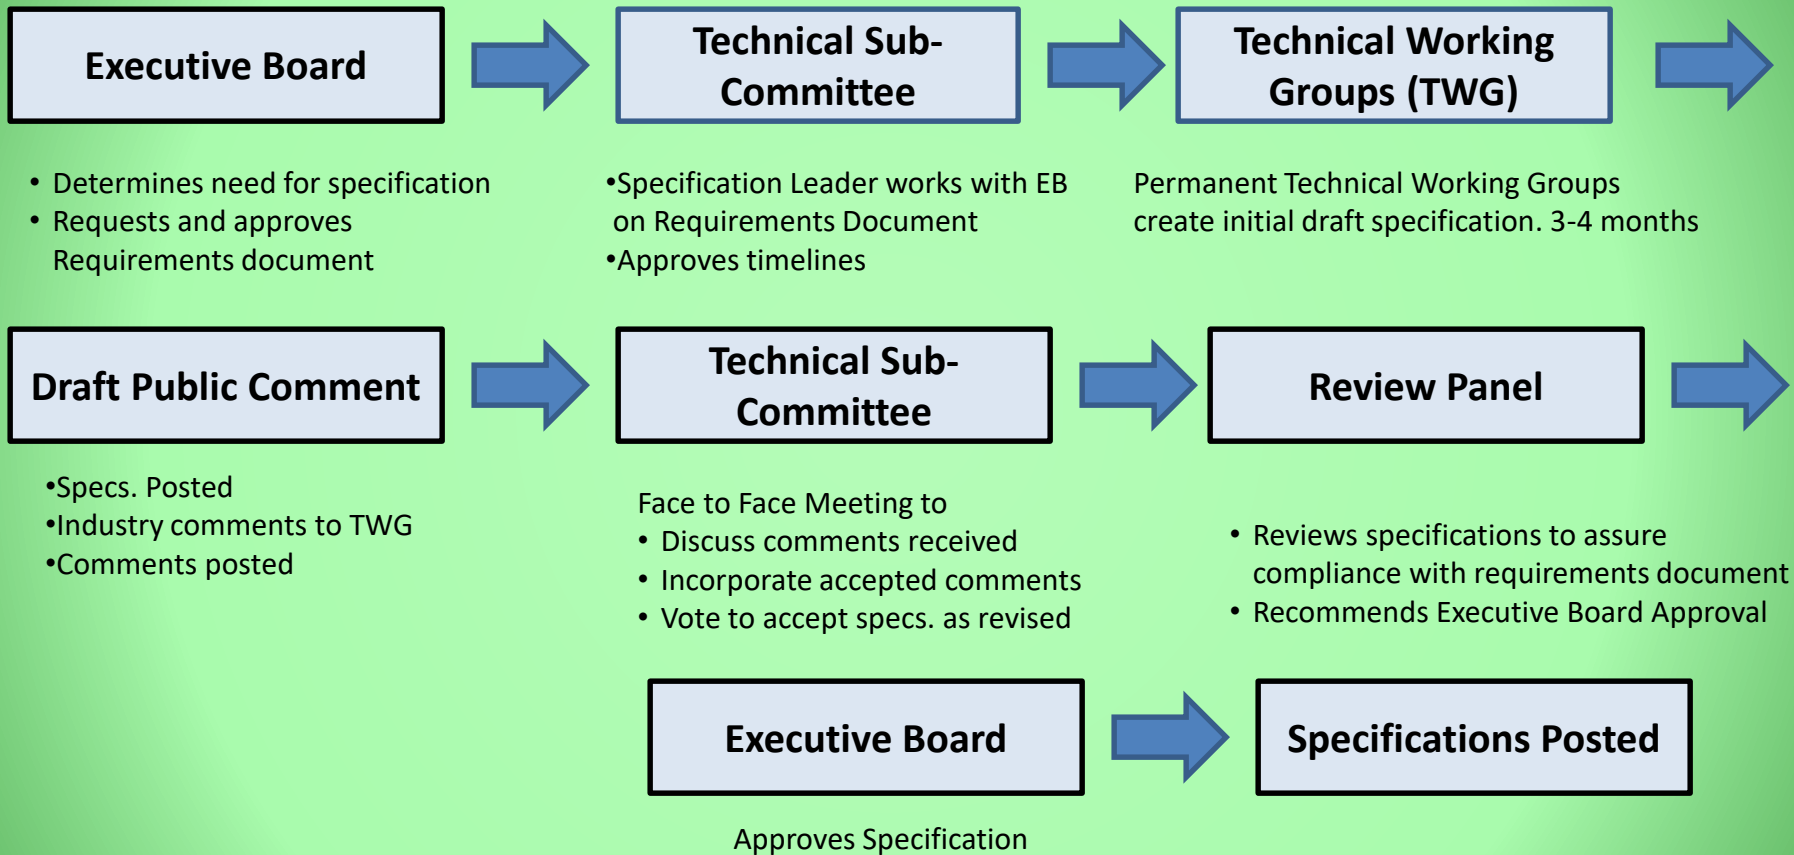 Executive Board
Technical Sub-
Committee
Technical Working
Groups (TWG)
• Determines need for specification
• Requests and approves
Requirements document
•Specification Leader works with EB
on Requirements Document
•Approves timelines
Permanent Technical Working Groups
create initial draft specification. 3-4 months
Draft Public Comment
Technical Sub-
Committee
Review Panel
•Specs. Posted
•Industry comments to TWG
•Comments posted
Face to Face Meeting to
• Discuss comments received
• Incorporate accepted comments
• Vote to accept specs. as revised
• Reviews specifications to assure
compliance with requirements document
• Recommends Executive Board Approval
Executive Board
Specifications Posted
Approves Specification